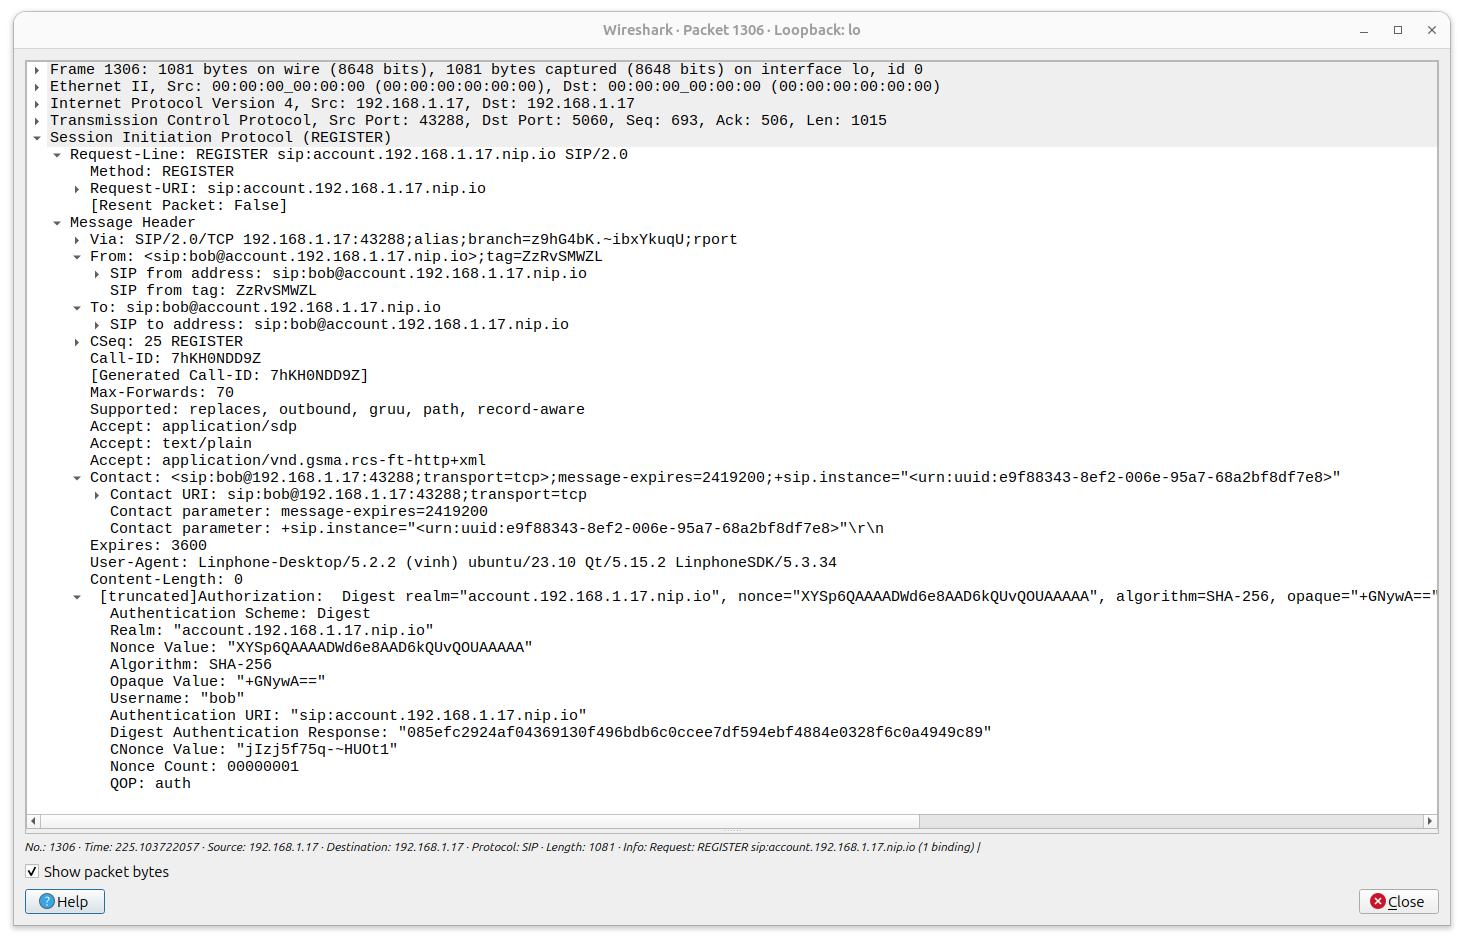 Wireshark · Packet 1306 · Loopback: lo
Frame 1306: 1081 bytes on wire (8648 bits), 1081 bytes captured (8648 bits) on interface lo, id 0
Ethernet II, Src: 00:00:00_00:00:00 (00:00:00:00:00:00), Dst: 00:00:00_00:00:00 (00:00:00:00:00:00)
Internet Protocol Version 4, Src: 192.168.1.17, Dst: 192.168.1.17
Transmission Control Protocol, Src Port: 43288, Dst Port: 5060, Seq: 693, Ack: 506, Len: 1015
Session Initiation Protocol (REGISTER)
Request-Line: REGISTER sip:account.192.168.1.17.nip.io SIP/2.0
Method: REGISTER
Request-URI: sip:account.192.168.1.17.nip.io
[Resent Packet: False]
Message Header
Via: SIP/2.0/TCP 192.168.1.17:43288;alias;branch=z9hG4bK.~ibxYkuqU;rport
From: <sip:bob@account.192.168.1.17.nip.io>;tag=ZzRvSMWZL
SIP from address: sip:bob@account.192.168.1.17.nip.io
SIP from tag: ZzRvSMWZL
To: sip:bob@account.192.168.1.17.nip.io
SIP to address: sip:bob@account.192.168.1.17.nip.io
CSeq: 25 REGISTER
Call-ID: 7hKH0NDD9Z
[Generated Call-ID: 7hKH0NDD9Z]
Max-Forwards: 70
Supported: replaces, outbound, gruu, path, record-aware
Accept: application/sdp
Accept: text/plain
Accept: application/vnd.gsma.rcs-ft-http+xml
Contact: <sip:bob@192.168.1.17:43288;transport=tcp>;message-expires=2419200;+sip.instance="<urn:uuid:e9f88343-8ef2-006e-95a7-68a2bf8df7e8>"
Contact URI: sip:bob@192.168.1.17:43288;transport=tcp
Contact parameter: message-expires=2419200
Contact parameter: +sip.instance="<urn:uuid:e9f88343-8ef2-006e-95a7-68a2bf8df7e8>"\r\n
Expires: 3600
User-Agent: Linphone-Desktop/5.2.2 (vinh) ubuntu/23.10 Qt/5.15.2 LinphoneSDK/5.3.34
Content-Length: 0
[truncated]Authorization:  Digest realm="account.192.168.1.17.nip.io", nonce="XYSp6QAAAADWd6e8AAD6kQUvQOUAAAAA", algorithm=SHA-256, opaque="+GNywA=="
Authentication Scheme: Digest
Realm: "account.192.168.1.17.nip.io"
Nonce Value: "XYSp6QAAAADWd6e8AAD6kQUvQOUAAAAA"
Algorithm: SHA-256
Opaque Value: "+GNywA=="
Username: "bob"
Authentication URI: "sip:account.192.168.1.17.nip.io"
Digest Authentication Response: "085efc2924af04369130f496bdb6c0ccee7df594ebf4884e0328f6c0a4949c89"
CNonce Value: "jIzj5f75q-~HUOt1"
Nonce Count: 00000001
QOP: auth
No.: 1306 · Time: 225.103722057 · Source: 192.168.1.17 · Destination: 192.168.1.17 · Protocol: SIP · Length: 1081 · Info: Request: REGISTER sip:account.192.168.1.17.nip.io (1 binding) |
Show packet bytes
Help
Close